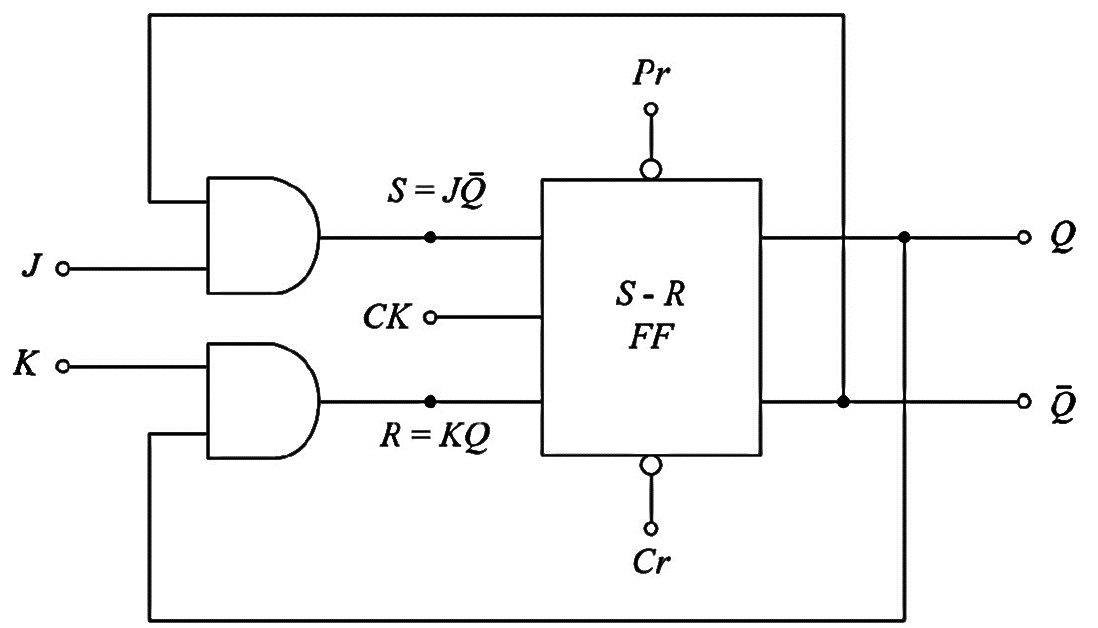 Pr
S = JQ̅
J
CK
S - R
FF
Q
K
R = KQ
Q̅
Cr